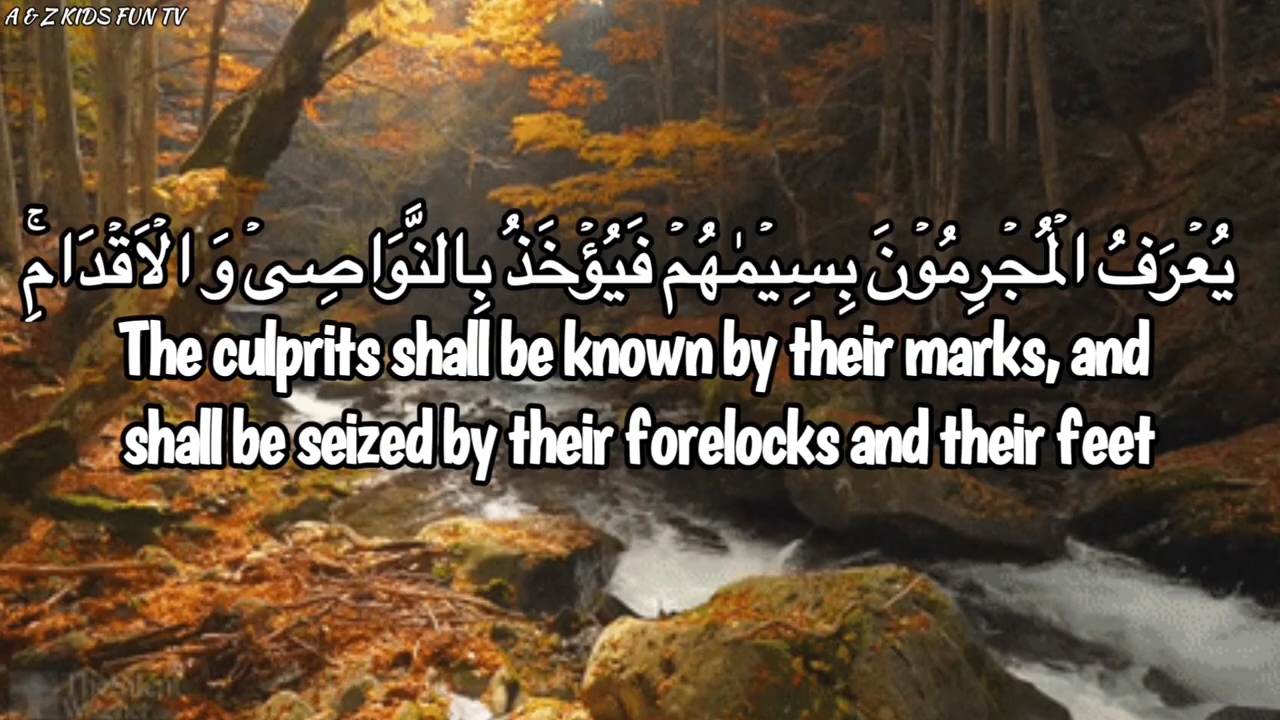 A & Z KIDS FUN TV
يُعۡرَفُ الۡمُجۡرِمُوۡنَ بِسِيۡمٰهُمۡ فَيُؤۡخَذُ بِالنَّوَاصِىۡ وَ الۡاَقۡدَامِ‌ۚ
The culprits shall be known by their marks, and
shall be seized by their forelocks and their feet